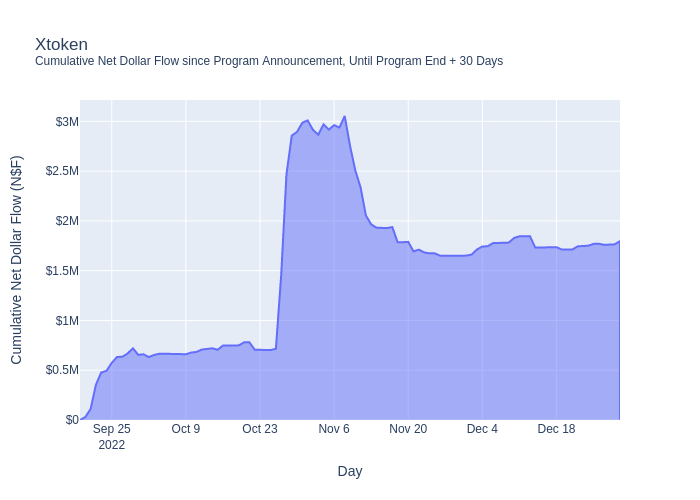 Xtoken
Cumulative Net Dollar Flow since Program Announcement, Until Program End + 30 Days
Cumulative Net Dollar Flow (N$F)
$3M
$2.5M
$2M
$1.5M
$1M
$0.5M
$0
Sep 25
2022
Oct 9
Oct 23
Nov 6
Nov 20
Dec 4
Dec 18
Day